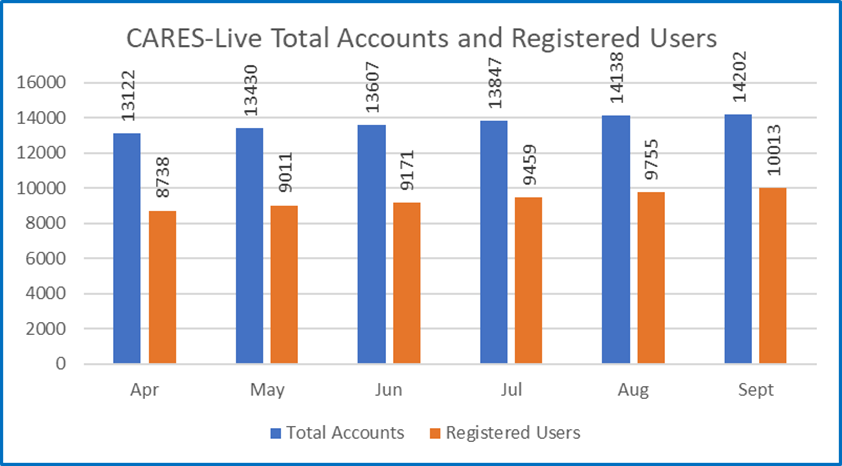 CARES-Live Total Accounts and Registered Users
16000
14000
12000
10000
8000
6000
4000
2000
0
13122
8738
13430
9011
13607
9171
13847
9459
14138
9755
14202
10013
Apr
May
Jun
Jul
Aug
Sept
Total Accounts
Registered Users